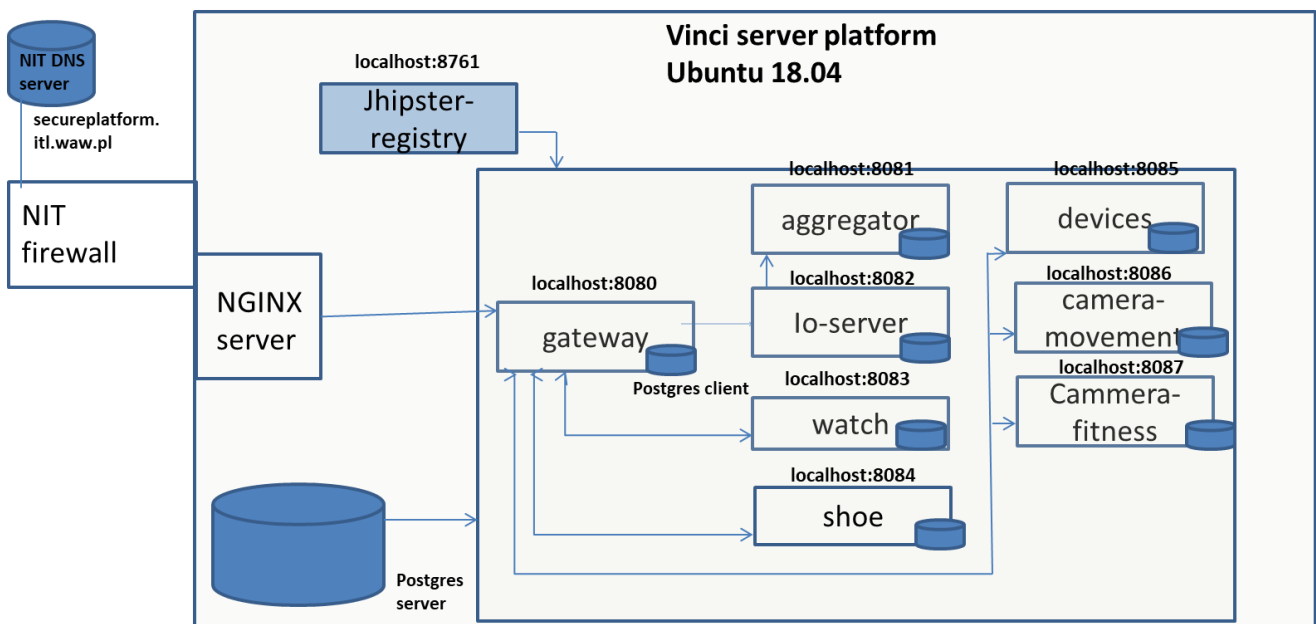 Vinci server platform
Ubuntu 18.04
NIT DNS
server
secureplatform.
itl.waw.pl
NIT
firewall
NGINX
server
localhost:8761
Jhipster-
registry
localhost:8080
gateway
Postgres client
localhost:8081
aggregator
localhost:8082
Io-server
localhost:8083
watch
localhost:8084
shoe
localhost:8085
devices
localhost:8086
camera-
movement
localhost:8087
Cammera-
fitness
Postgres
server